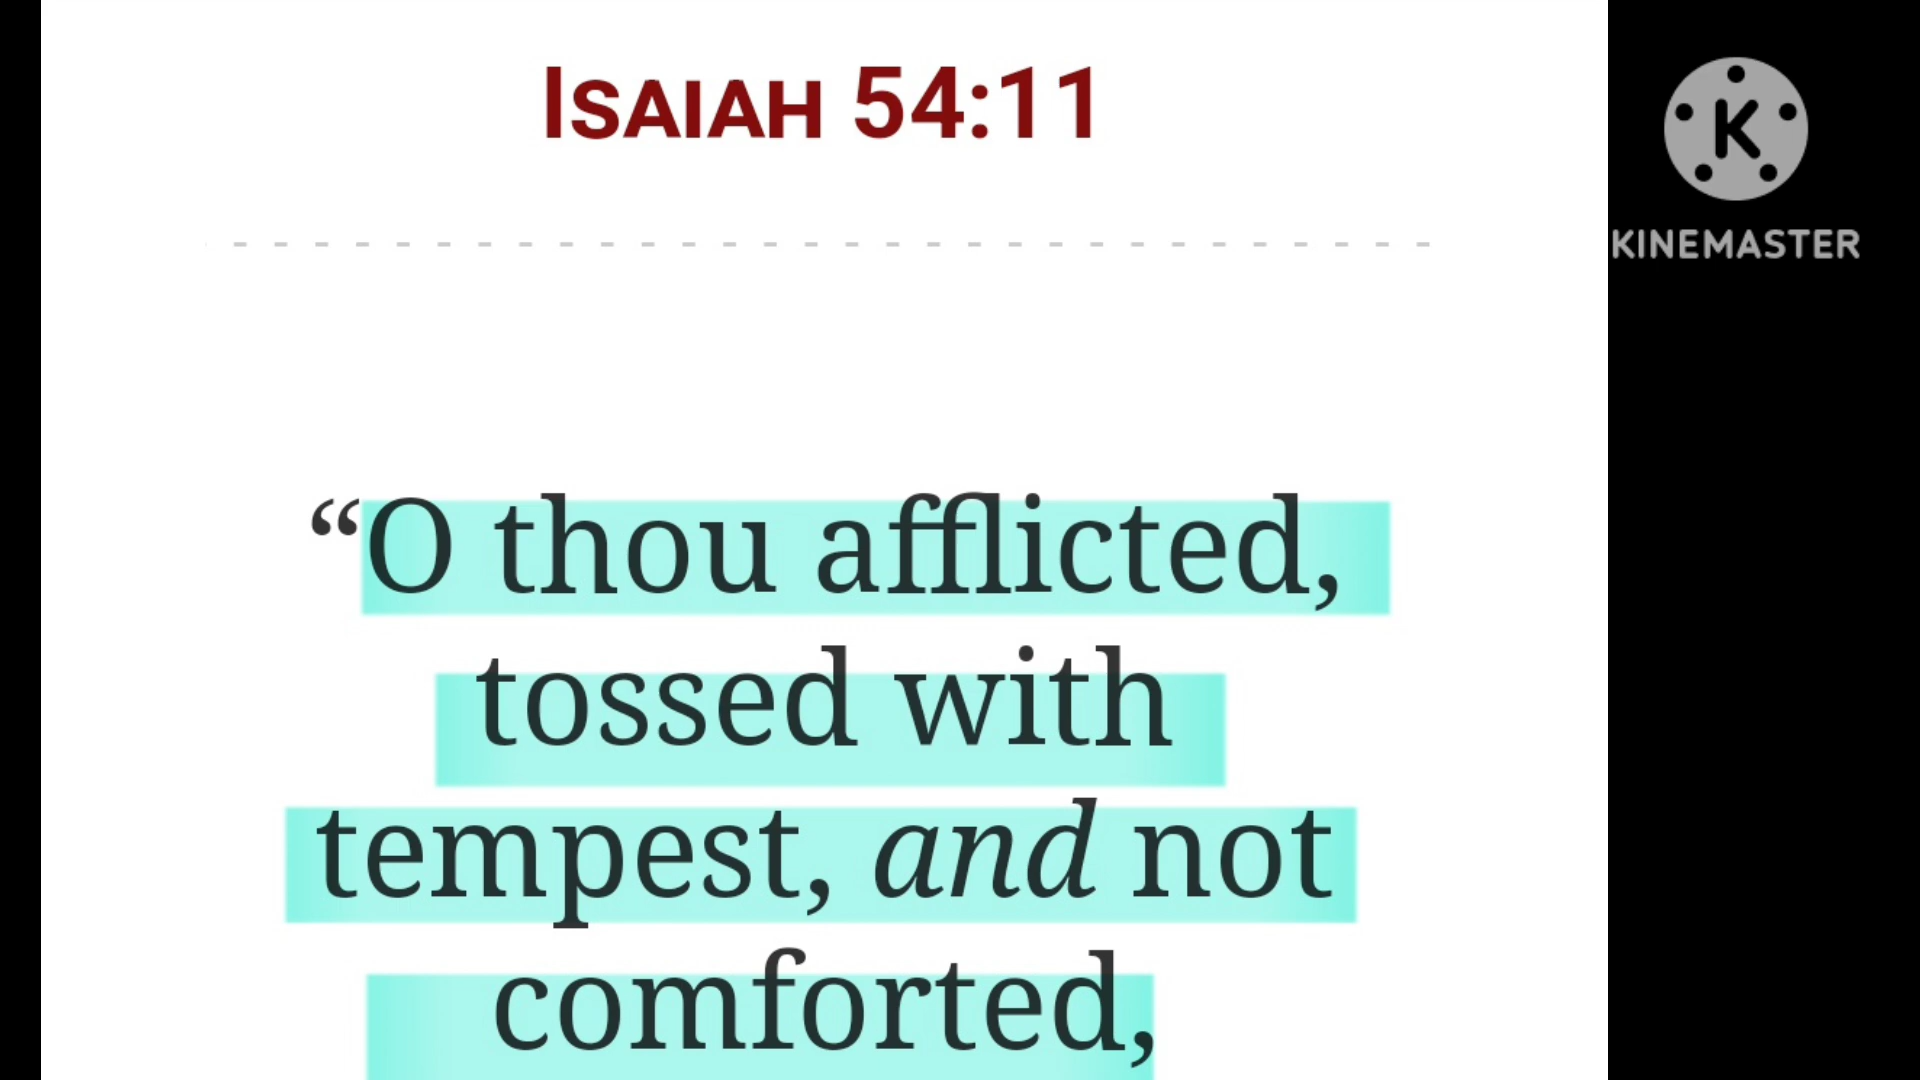 ISAIAH 54:11
K
KINEMASTER
“O thou afflicted,
tossed with
tempest, and not
comforted,